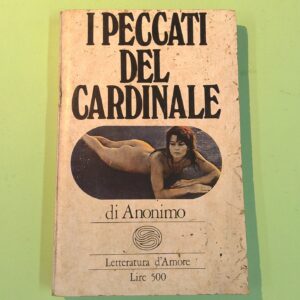 I PECCATI
DEL
CARDINALE
di Anonimo
Letteratura d'Amore
Lire 500